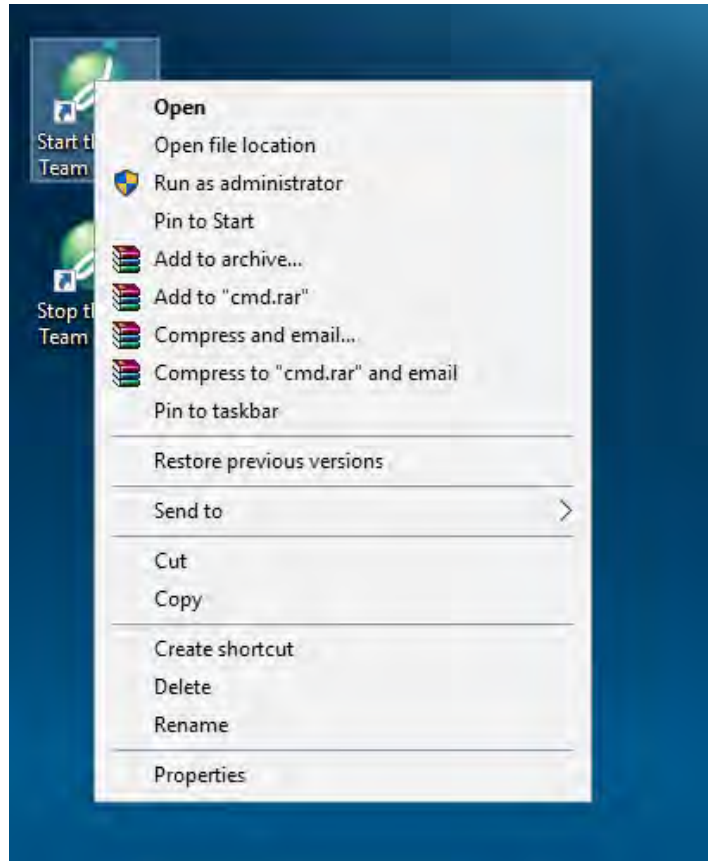 Start t
Team
Open
Open file location
Run as administrator
Pin to Start
Add to archive...
Add to "cmd.rar"
Compress and email...
Compress to "cmd.rar" and email
Pin to taskbar
Restore previous versions
Send to
Cut
Copy
Create shortcut
Delete
Rename
Properties
Stop t
Team